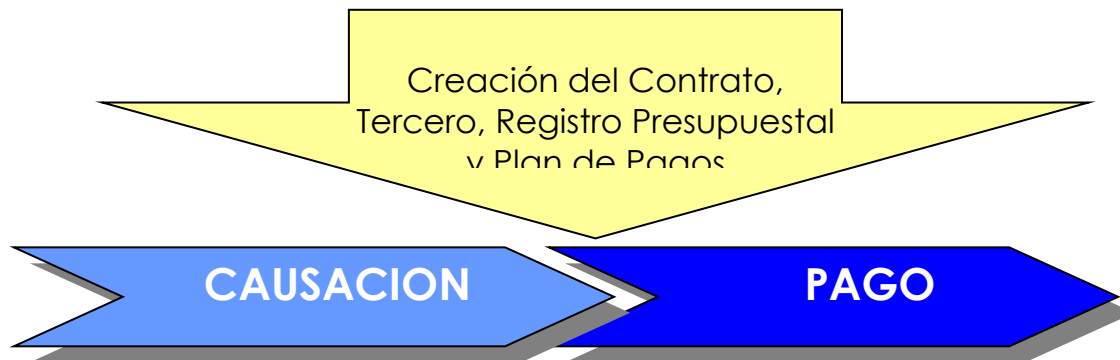 Creación del Contrato,
Tercero, Registro Presupuestal
y Plan de Pagos
CAUSACION
PAGO